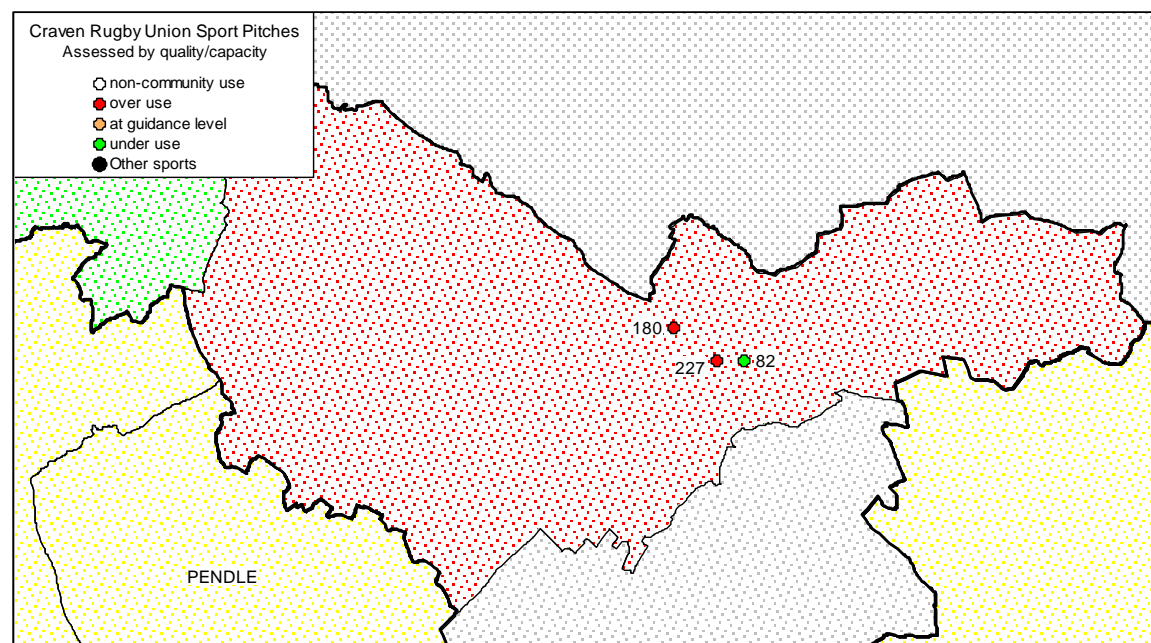 Craven Rugby Union Sport Pitches
Assessed by quality/capacity
non-community use
over use
at guidance level
under use
Other sports
180
227
82
PENDLE